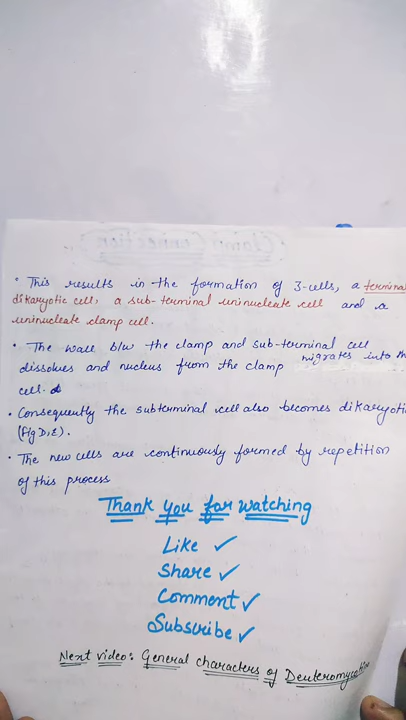 • This results in the formation of 3-cells, a terminal
dikaryotic cell, a sub-terminal uninucleate cell and a
uninucleate clamp cell.
• The wall b/w the clamp and sub-terminal cell
dissolves and nucleus from the clamp migrates into th
cell.
• Consequently the subterminal cell also becomes dikaryotic
(fig D,E).
• The new cells are continuously formed by repetition
of this process
Thank you for watching
Like ✓
Share ✓
Comment ✓
Subscribe ✓
Next video: General characters of Deuteromycotina